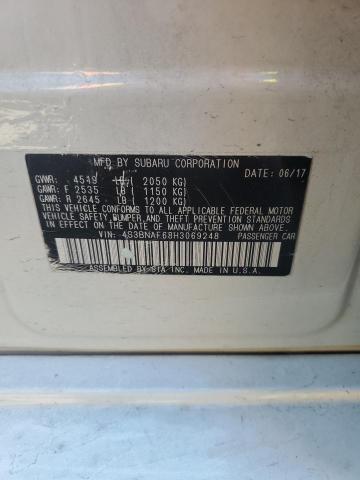 MFD BY SUBARU CORPORATION
GVWR: 4519 LB ( 2050 KG) DATE: 06/17
GAWR: F 2535 LB ( 1150 KG)
GAWR: R 2645 LB ( 1200 KG)
THIS VEHICLE CONFORMS TO ALL APPLICABLE FEDERAL MOTOR
VEHICLE SAFETY, BUMPER, AND THEFT PREVENTION STANDARDS
IN EFFECT ON THE DATE OF MANUFACTURE SHOWN ABOVE.
VIN: 4S3BNAF68H3069248 PASSENGER CAR
ASSEMBLED BY SIA INC. MADE IN U.S.A.